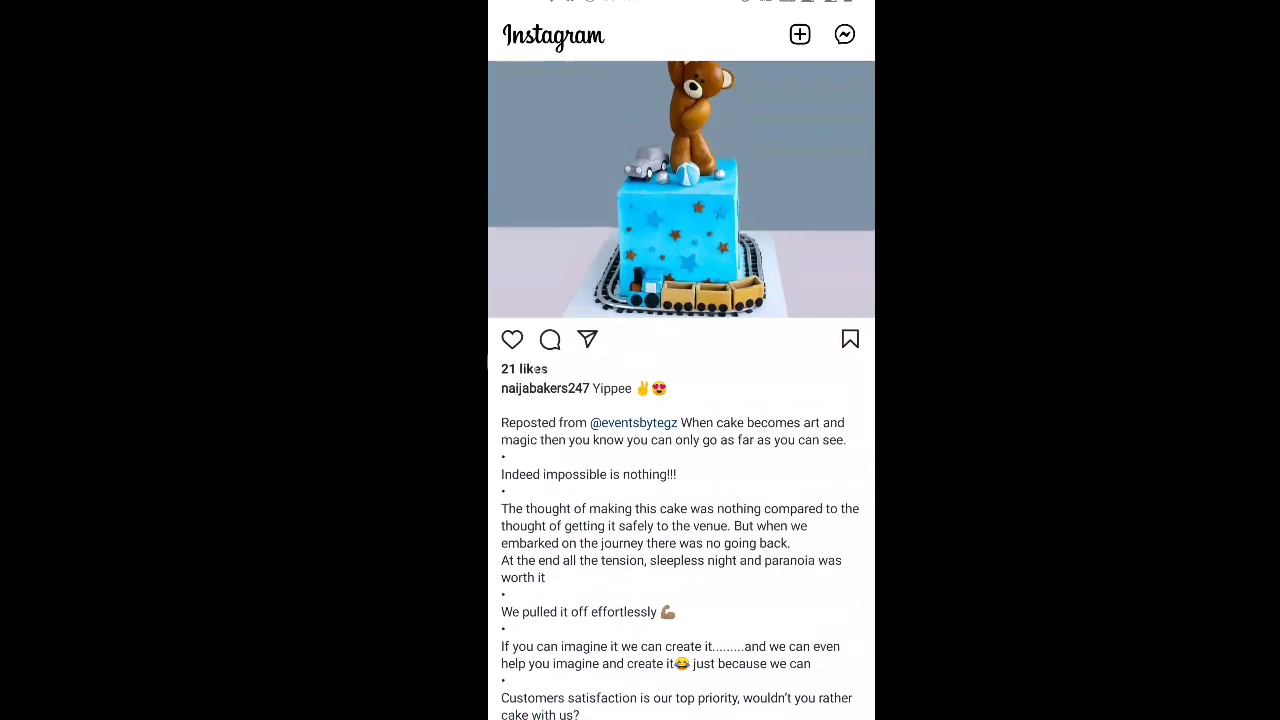 Instagram
21 likes
naijabakers247 Yippee ✌️😍
Reposted from @eventsbytegz When cake becomes art and
magic then you know you can only go as far as you can see.
•
Indeed impossible is nothing!!!
•
The thought of making this cake was nothing compared to the
thought of getting it safely to the venue. But when we
embarked on the journey there was no going back.
At the end all the tension, sleepless night and paranoia was
worth it
•
We pulled it off effortlessly 💪🏽
•
If you can imagine it we can create it.........and we can even
help you imagine and create it😂 just because we can
•
Customers satisfaction is our top priority, wouldn't you rather
cake with us?